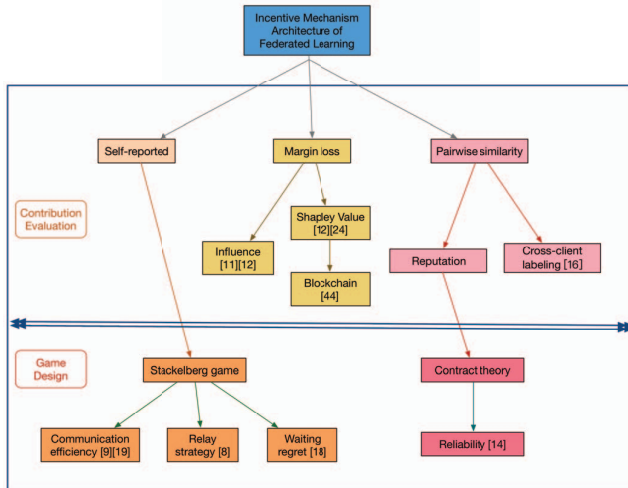 Incentive Mechanism
Architecture of
Federated Learning
Self-reported
Margin loss
Pairwise similarity
Contribution
Evaluation
Shapley Value
[12][24]
Influence
[11][12]
Reputation
Cross-client
labeling [16]
Blockchain
[44]
Game
Design
Stackelberg game
Contract theory
Communication
efficiency [9][19]
Relay
strategy [8]
Waiting
regret [18]
Reliability [14]